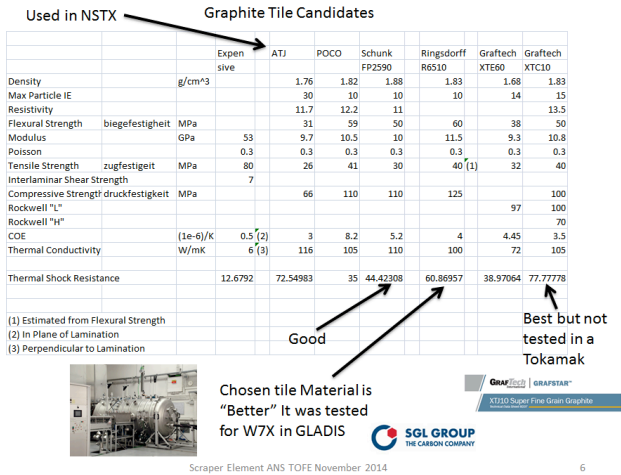 Used in NSTX
Graphite Tile Candidates
Expen ATJ POCO Schunk Ringsdorff Graftech Graftech
sive FP2590 R6510 XTE60 XTC10
Density g/cm^3 1.76 1.82 1.88 1.83 1.68 1.83
Max Particle IE 30 10 10 10 14 15
Resistivity 11.7 12.2 11 13.5
Flexural Strength biegefestigheit MPa 31 59 50 60 38 50
Modulus GPa 53 9.7 10.5 10 11.5 9.3 10.8
Poisson 0.3 0.3 0.3 0.3 0.3 0.3 0.3
Tensile Strength zugfestigeit MPa 80 26 41 30 40 (1) 32 40
Interlaminar Shear Strength 7
Compressive Strengt druckfestigkeit MPa 66 110 110 125 100
Rockwell "L" 97 100
Rockwell "H" 70
COE (1e-6)/K 0.5 (2) 3 8.2 5.2 4 4.45 3.5
Thermal Conductivity W/mK 6 (3) 116 105 110 100 72 105
Thermal Shock Resistance 12.6792 72.54983 35 44.42308 60.86957 38.97064 77.77778
(1) Estimated from Flexural Strength
(2) In Plane of Lamination
(3) Perpendicular to Lamination
Good
Best but not
tested in a
Tokamak
Chosen tile Material is
"Better" It was tested
for W7X in GLADIS
GRAFTECH GRAFSTAR™
XTJ10 Super Fine Grain Graphite
SGL GROUP
THE CARBON COMPANY
Scraper Element ANS TOFE November 2014
6